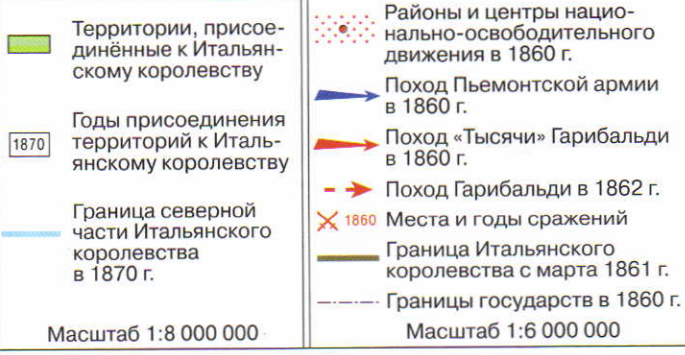 Территории, присое-
динённые к Итальян-
скому королевству
1870
Годы присоединения
территорий к Италь-
янскому королевству
Граница северной
части Итальянского
королевства
в 1870 г.
Масштаб 1:8 000 000
Районы и центры нацио-
нально-освободительного
движения в 1860 г.
Поход Пьемонтской армии
в 1860 г.
Поход «Тысячи» Гарибальди
в 1860 г.
Поход Гарибальди в 1862 г.
1860 Места и годы сражений
Граница Итальянского
королевства с марта 1861 г.
Границы государств в 1860 г.
Масштаб 1:6 000 000